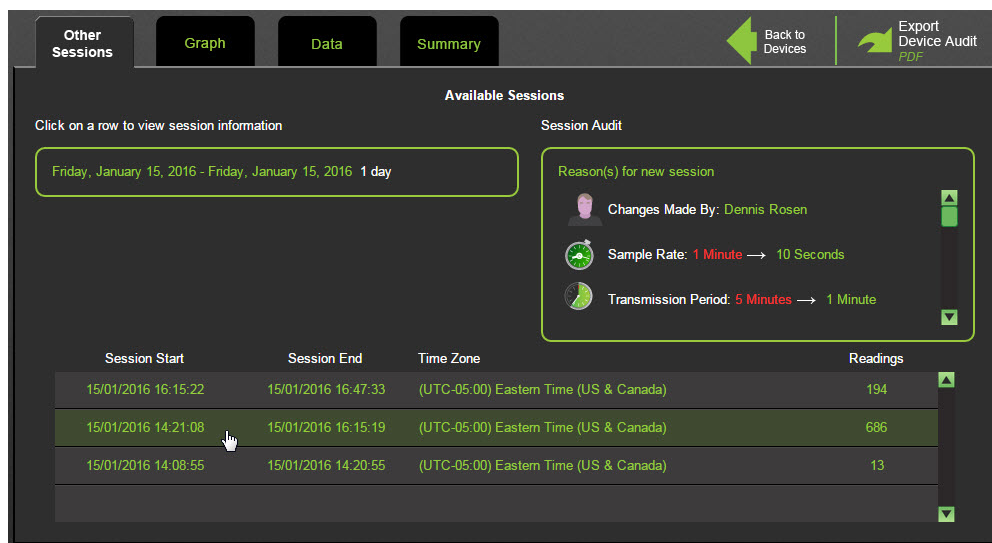 Other
Sessions
Graph
Data
Summary
Back to
Devices
Export
Device Audit
PDF
Available Sessions
Click on a row to view session information
Session Audit
Friday, January 15, 2016 - Friday, January 15, 2016 1 day
Reason(s) for new session
Changes Made By: Dennis Rosen
Sample Rate: 1 Minute → 10 Seconds
Transmission Period: 5 Minutes → 1 Minute
Session Start Session End Time Zone Readings
15/01/2016 16:15:22 15/01/2016 16:47:33 (UTC-05:00) Eastern Time (US & Canada) 194
15/01/2016 14:21:08 15/01/2016 16:15:19 (UTC-05:00) Eastern Time (US & Canada) 686
15/01/2016 14:08:55 15/01/2016 14:20:55 (UTC-05:00) Eastern Time (US & Canada) 13